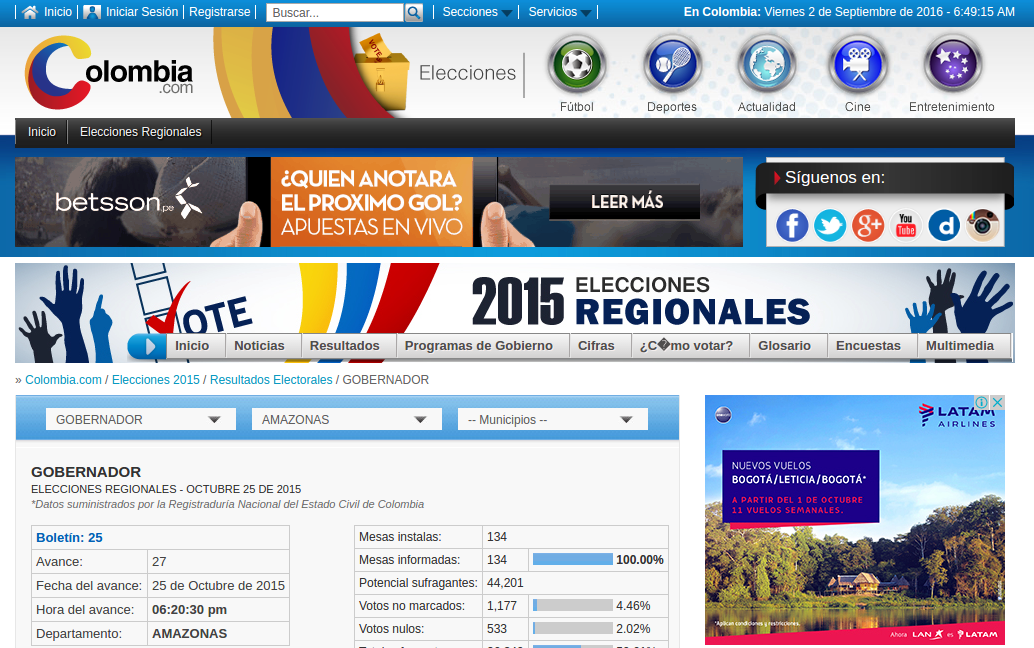 Inicio Iniciar Sesión Registrarse Buscar... Secciones Servicios En Colombia: Viernes 2 de Septiembre de 2016 - 6:49:15 AM
Colombia .com
VOTE
Elecciones
Fútbol Deportes Actualidad Cine Entretenimiento
Inicio Elecciones Regionales
betsson.pe
¿QUIEN ANOTARA
EL PROXIMO GOL?
APUESTAS EN VIVO
LEER MÁS
Síguenos en:
You
Tube
VOTE
2015 ELECCIONES
REGIONALES
Inicio Noticias Resultados Programas de Gobierno Cifras ¿C�mo votar? Glosario Encuestas Multimedia
» Colombia.com / Elecciones 2015 / Resultados Electorales / GOBERNADOR
GOBERNADOR AMAZONAS -- Municipios --
GOBERNADOR
ELECCIONES REGIONALES - OCTUBRE 25 DE 2015
*Datos suministrados por la Registraduría Nacional del Estado Civil de Colombia
Boletín: 25
Avance: 27
Fecha del avance: 25 de Octubre de 2015
Hora del avance: 06:20:30 pm
Departamento: AMAZONAS
Mesas instalas: 134
Mesas informadas: 134 100.00%
Potencial sufragantes: 44,201
Votos no marcados: 1,177 4.46%
Votos nulos: 533 2.02%
LATAM
AIRLINES
NUEVOS VUELOS
BOGOTÁ/LETICIA/BOGOTÁ*
A PARTIR DEL 1 DE OCTUBRE
11 VUELOS SEMANALES.
*Aplican condiciones y restricciones.
Ahora LAN es LATAM